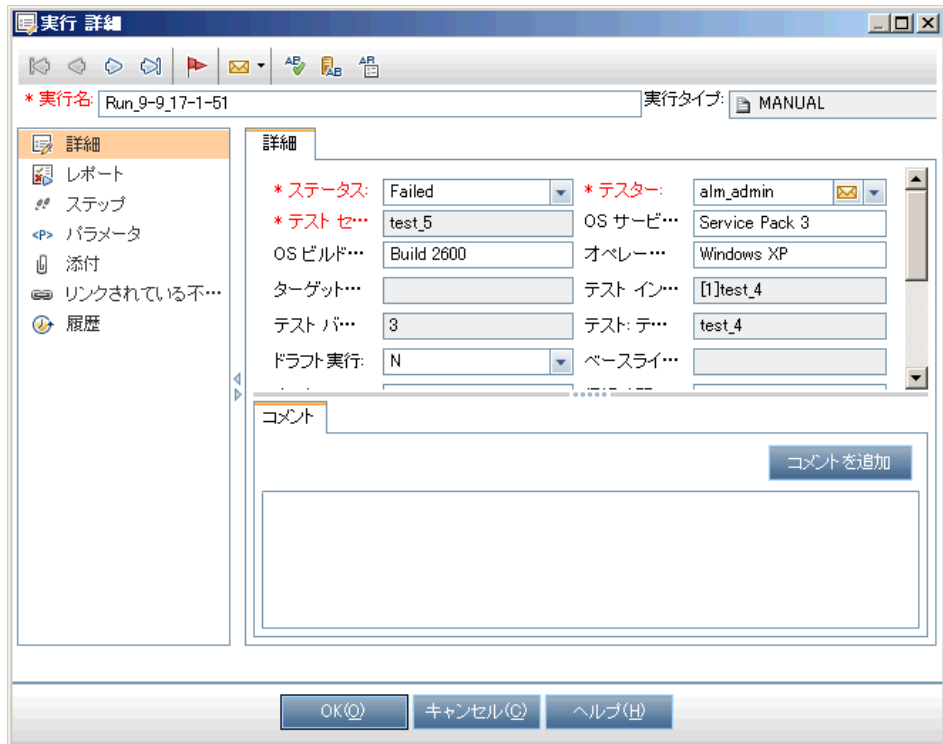 実行 詳細
* 実行名: Run_9-9_17-1-51 実行タイプ: MANUAL
詳細
レポート
ステップ
<P> パラメータ
添付
リンクされている不…
履歴
詳細
* ステータス: Failed * テスター: alm_admin
* テスト セ… test_5 OS サービ… Service Pack 3
OS ビルド… Build 2600 オペレー… Windows XP
ターゲット… テスト イン… [1]test_4
テスト バ… 3 テスト: テ… test_4
ドラフト実行: N ベースライ…
コメント
コメントを追加
OK(O) キャンセル(C) ヘルプ(H)